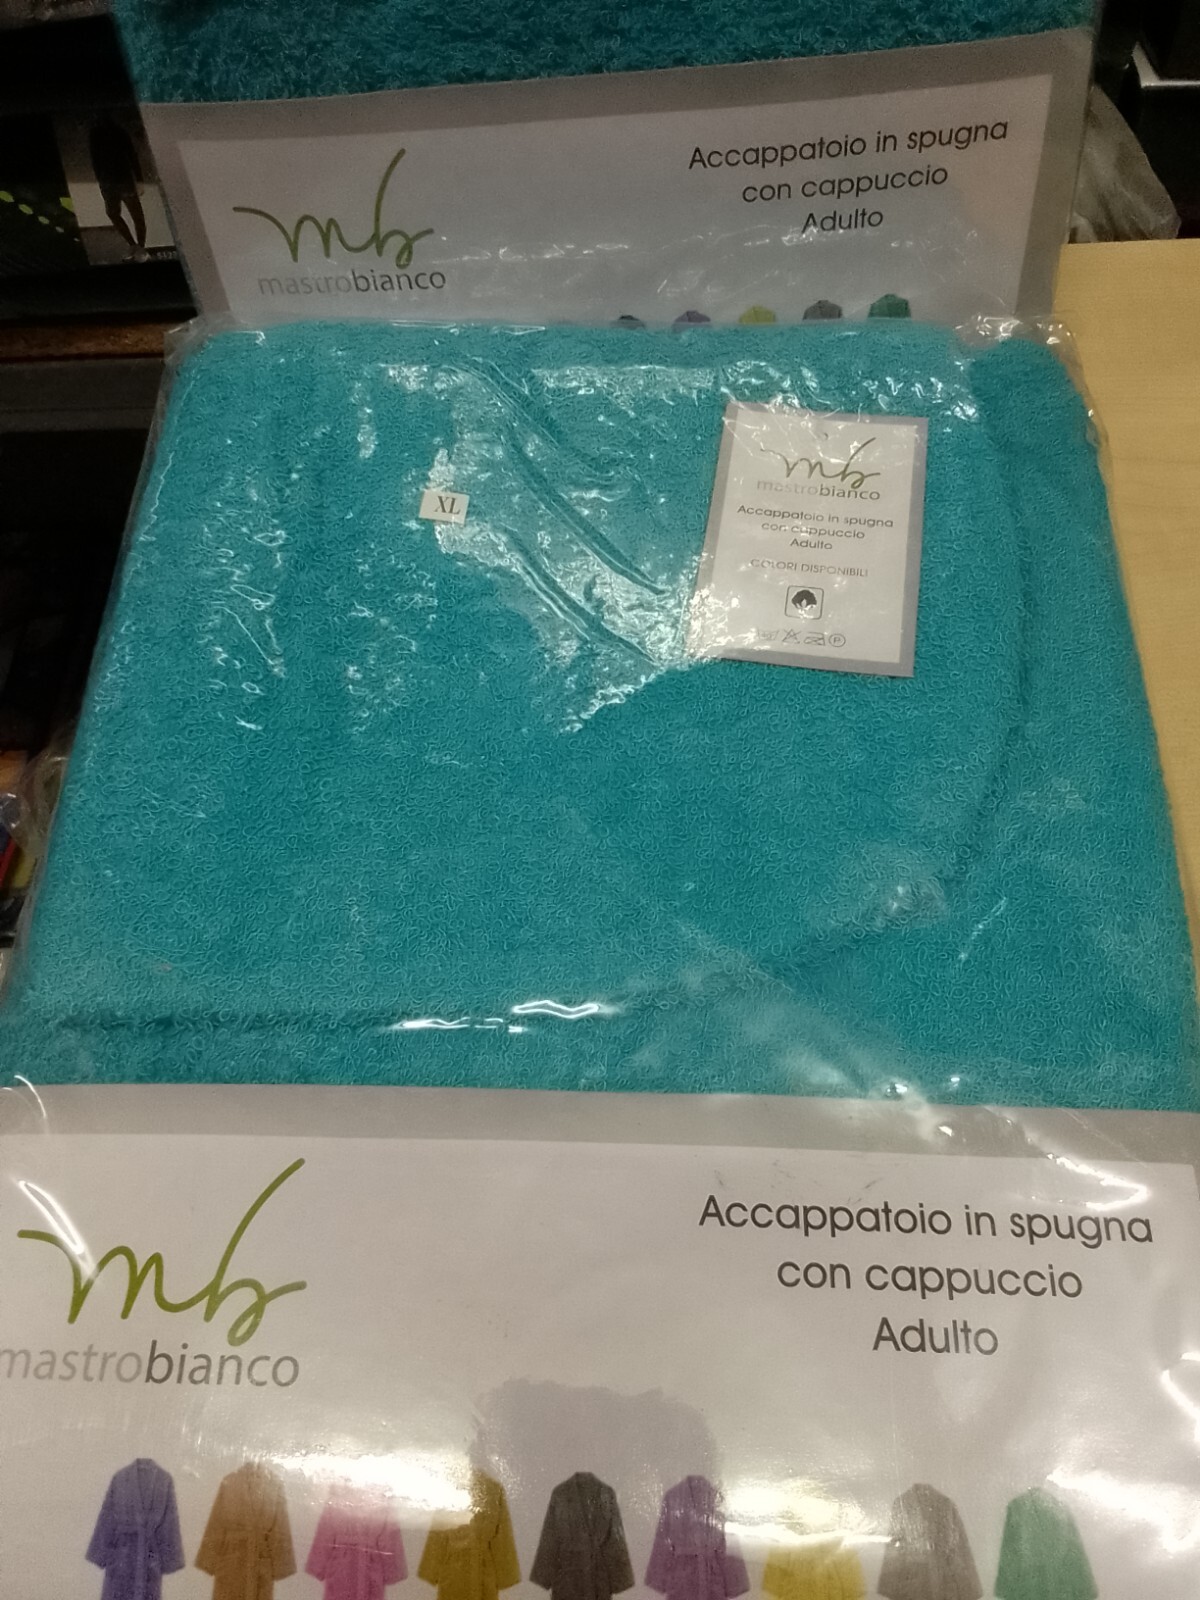 Accappatoio in spugna
con cappuccio
Adulto
mb
mastrobianco
XL
mb
mastrobianco
Accappatoio in spugna
con cappuccio
Adulto
COLORI DISPONIBILI
P
Accappatoio in spugna
con cappuccio
Adulto
mb
mastrobianco